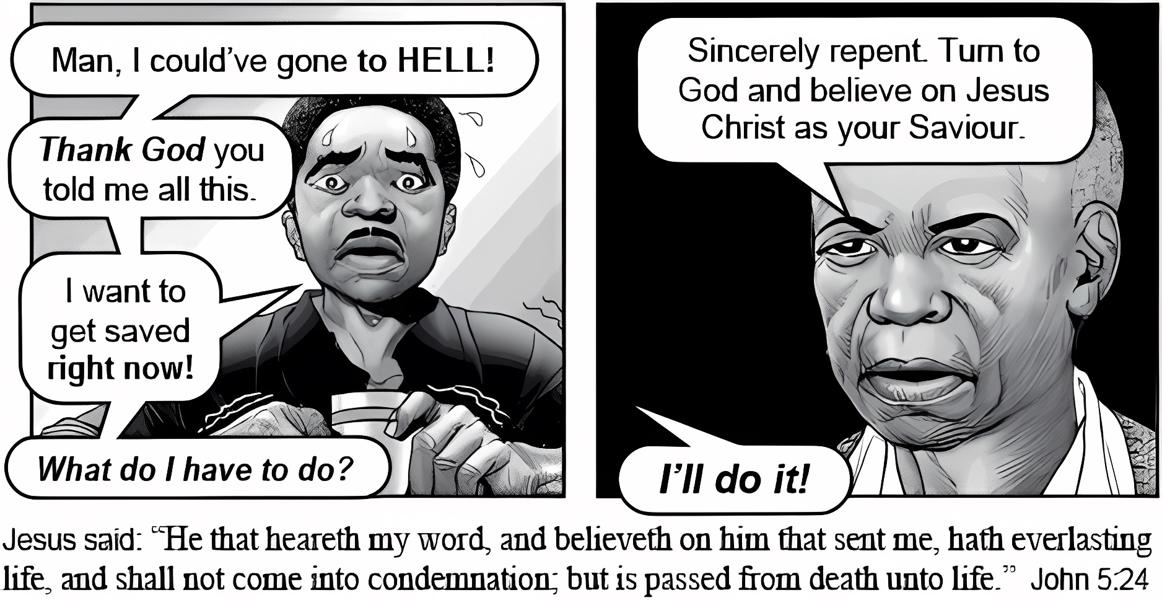 Man, I could've gone to HELL!
Thank God you
told me all this.
I want to
get saved
right now!
What do I have to do?
Sincerely repent. Turn to
God and believe on Jesus
Christ as your Saviour.
I'll do it!
Jesus said: “He that heareth my word, and believeth on him that sent me, hath everlasting
life, and shall not come into condemnation; but is passed from death unto life.” John 5:24